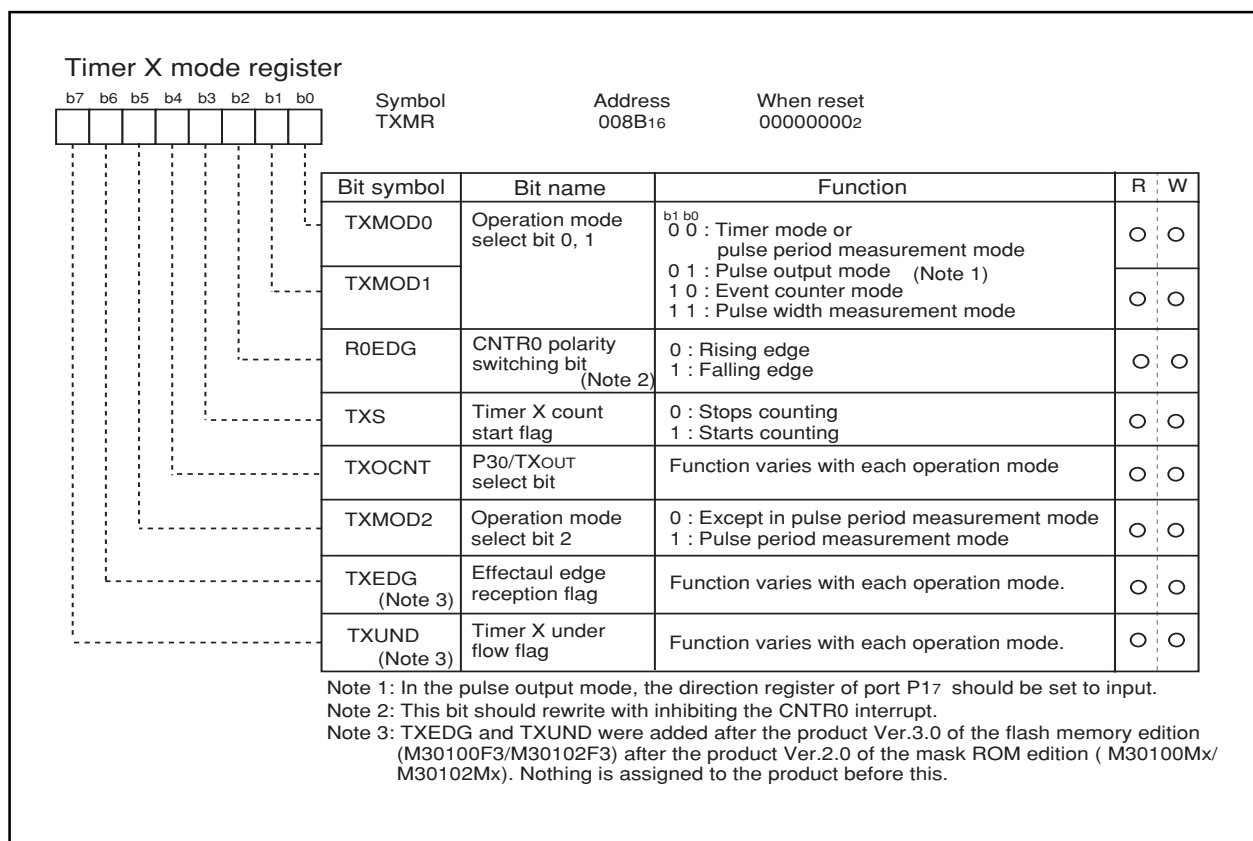 Timer X mode register
b7 b6 b5 b4 b3 b2 b1 b0
Symbol Address When reset
TXMR 008B16 000000002
Bit symbol Bit name Function R W
TXMOD0 Operation mode select bit 0, 1
b1 b0
0 0 : Timer mode or
pulse period measurement mode
0 1 : Pulse output mode (Note 1)
TXMOD1
1 0 : Event counter mode
1 1 : Pulse width measurement mode
R0EDG CNTR0 polarity 0 : Rising edge
switching bit 1 : Falling edge
(Note 2)
TXS Timer X count 0 : Stops counting
start flag 1 : Starts counting
TXOCNT P30/TXOUT Function varies with each operation mode
select bit
TXMOD2 Operation mode 0 : Except in pulse period measurement mode
select bit 2 1 : Pulse period measurement mode
TXEDG Effectaul edge Function varies with each operation mode.
(Note 3) reception flag
TXUND Timer X under Function varies with each operation mode.
(Note 3) flow flag
Note 1: In the pulse output mode, the direction register of port P17 should be set to input.
Note 2: This bit should rewrite with inhibiting the CNTR0 interrupt.
Note 3: TXEDG and TXUND were added after the product Ver.3.0 of the flash memory edition
(M30100F3/M30102F3) after the product Ver.2.0 of the mask ROM edition ( M30100Mx/
M30102Mx). Nothing is assigned to the product before this.